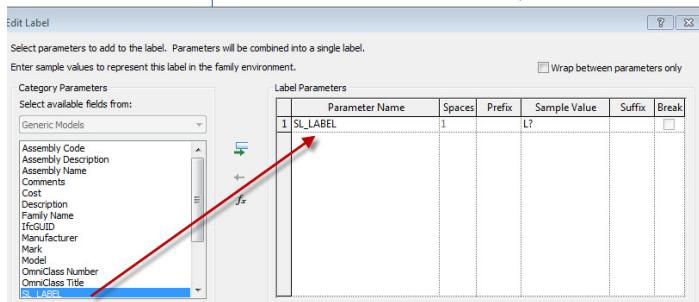 Edit Label
Select parameters to add to the label. Parameters will be combined into a single label.
Enter sample values to represent this label in the family environment.
Wrap between parameters only
Category Parameters
Label Parameters
Select available fields from:
Generic Models
Parameter Name Spaces Prefix Sample Value Suffix Break
1 SL_LABEL 1 L?
Assembly Code
Assembly Description
Assembly Name
Comments
Cost
Description
Family Name
IfcGUID
Manufacturer
Mark
Model
OmniClass Number
OmniClass Title
SL_LABEL
fx